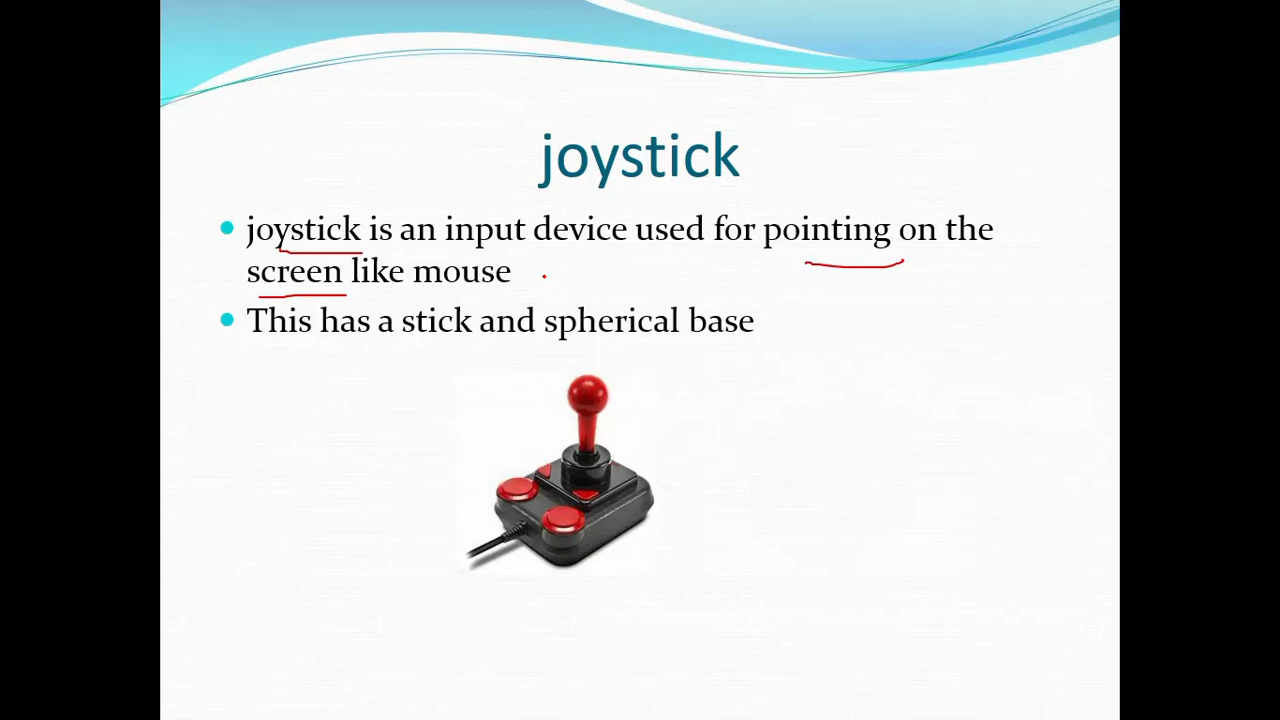 joystick
joystick is an input device used for pointing on the
screen like mouse
This has a stick and spherical base